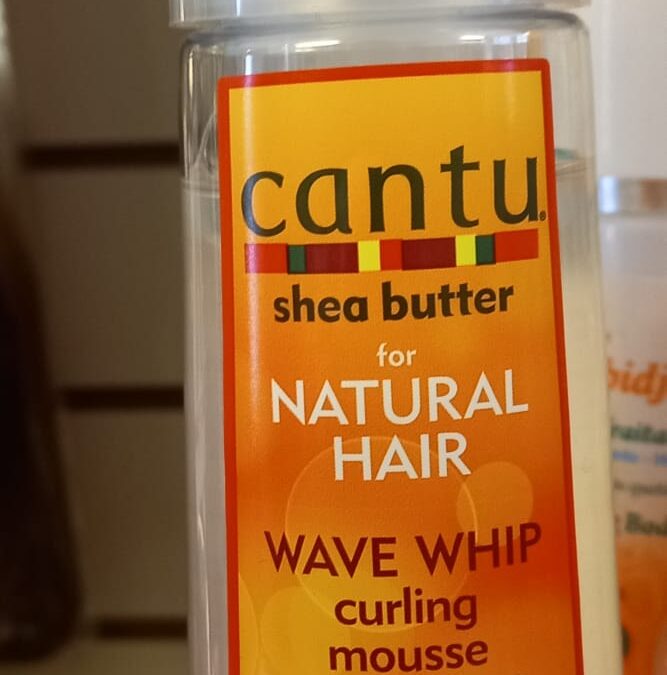 cantu
shea butter
for
NATURAL
HAIR
WAVE WHIP
curling
mousse